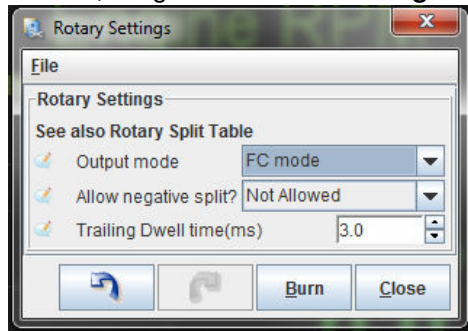 Rotary Settings
File
Rotary Settings
See also Rotary Split Table
Output mode FC mode
Allow negative split? Not Allowed
Trailing Dwell time(ms) 3.0
Burn Close